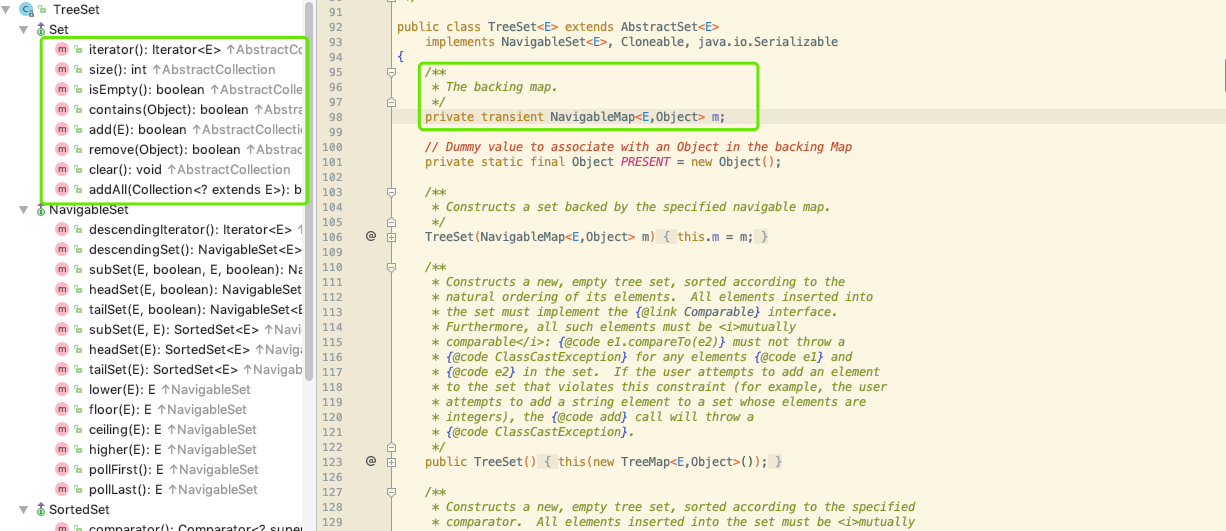 TreeSet
Set
iterator(): Iterator<E> ↑AbstractCo
size(): int ↑AbstractCollection
isEmpty(): boolean ↑AbstractColl
contains(Object): boolean ↑Abstra
add(E): boolean ↑AbstractCollecti
remove(Object): boolean ↑Abstrac
clear(): void ↑AbstractCollection
addAll(Collection<? extends E>): b
NavigableSet
descendingIterator(): Iterator<E> ↑
descendingSet(): NavigableSet<E>
subSet(E, boolean, E, boolean): Na
headSet(E, boolean): NavigableSet
tailSet(E, boolean): NavigableSet<E
subSet(E, E): SortedSet<E> ↑Navi
headSet(E): SortedSet<E> ↑Naviga
tailSet(E): SortedSet<E> ↑Navigab
lower(E): E ↑NavigableSet
floor(E): E ↑NavigableSet
ceiling(E): E ↑NavigableSet
higher(E): E ↑NavigableSet
pollFirst(): E ↑NavigableSet
pollLast(): E ↑NavigableSet
SortedSet
comparator(): Comparator<? super
91
92 public class TreeSet<E> extends AbstractSet<E>
93 implements NavigableSet<E>, Cloneable, java.io.Serializable
94 {
95 /**
96 * The backing map.
97 */
98 private transient NavigableMap<E,Object> m;
99
100 // Dummy value to associate with an Object in the backing Map
101 private static final Object PRESENT = new Object();
102
103 /**
104 * Constructs a set backed by the specified navigable map.
105 */
106 @ TreeSet(NavigableMap<E,Object> m) { this.m = m; }
109
110 /**
111 * Constructs a new, empty tree set, sorted according to the
112 * natural ordering of its elements.  All elements inserted into
113 * the set must implement the {@link Comparable} interface.
114 * Furthermore, all such elements must be <i>mutually
115 * comparable</i>: {@code e1.compareTo(e2)} must not throw a
116 * {@code ClassCastException} for any elements {@code e1} and
117 * {@code e2} in the set.  If the user attempts to add an element
118 * to the set that violates this constraint (for example, the user
119 * attempts to add a string element to a set whose elements are
120 * integers), the {@code add} call will throw a
121 * {@code ClassCastException}.
122 */
123 @ public TreeSet() { this(new TreeMap<E,Object>()); }
126
127 /**
128 * Constructs a new, empty tree set, sorted according to the specified
129 * comparator.  All elements inserted into the set must be <i>mutually